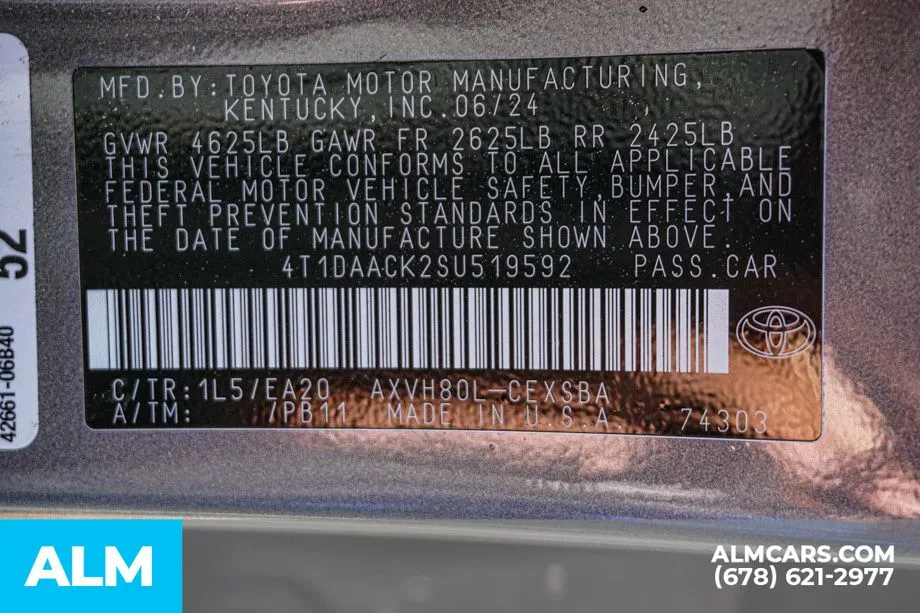 MFD.BY:TOYOTA MOTOR MANUFACTURING,
KENTUCKY, INC. 06/24
GVWR 4625LB GAWR FR 2625LB RR 2425LB
THIS VEHICLE CONFORMS TO ALL APPLICABLE
FEDERAL MOTOR VEHICLE SAFETY,BUMPER,AND
THEFT PREVENTION STANDARDS IN EFFECT ON
THE DATE OF MANUFACTURE SHOWN ABOVE.
4T1DAACK2SU519592 PASS.CAR
C/TR:1L5/EA20 AXVH80L-CEXSBA
A/TM: /PB11 MADE IN U.S.A. 74303
52
42661-06B40
ALM
ALMCARS.COM
(678) 621-2977